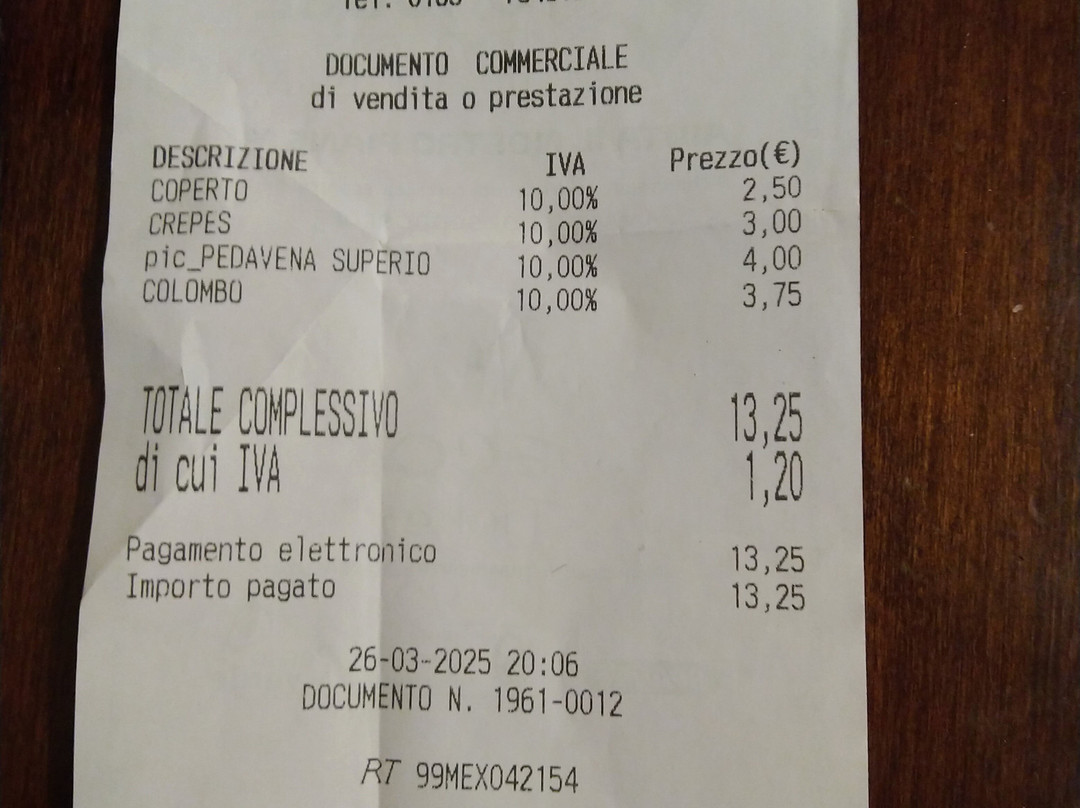 DOCUMENTO COMMERCIALE
di vendita o prestazione
DESCRIZIONE IVA Prezzo(€)
COPERTO 10,00% 2,50
CREPES 10,00% 3,00
pic_PEDAVENA SUPERIO 10,00% 4,00
COLOMBO 10,00% 3,75
TOTALE COMPLESSIVO 13,25
di cui IVA 1,20
Pagamento elettronico 13,25
Importo pagato 13,25
26-03-2025 20:06
DOCUMENTO N. 1961-0012
RT 99MEX042154